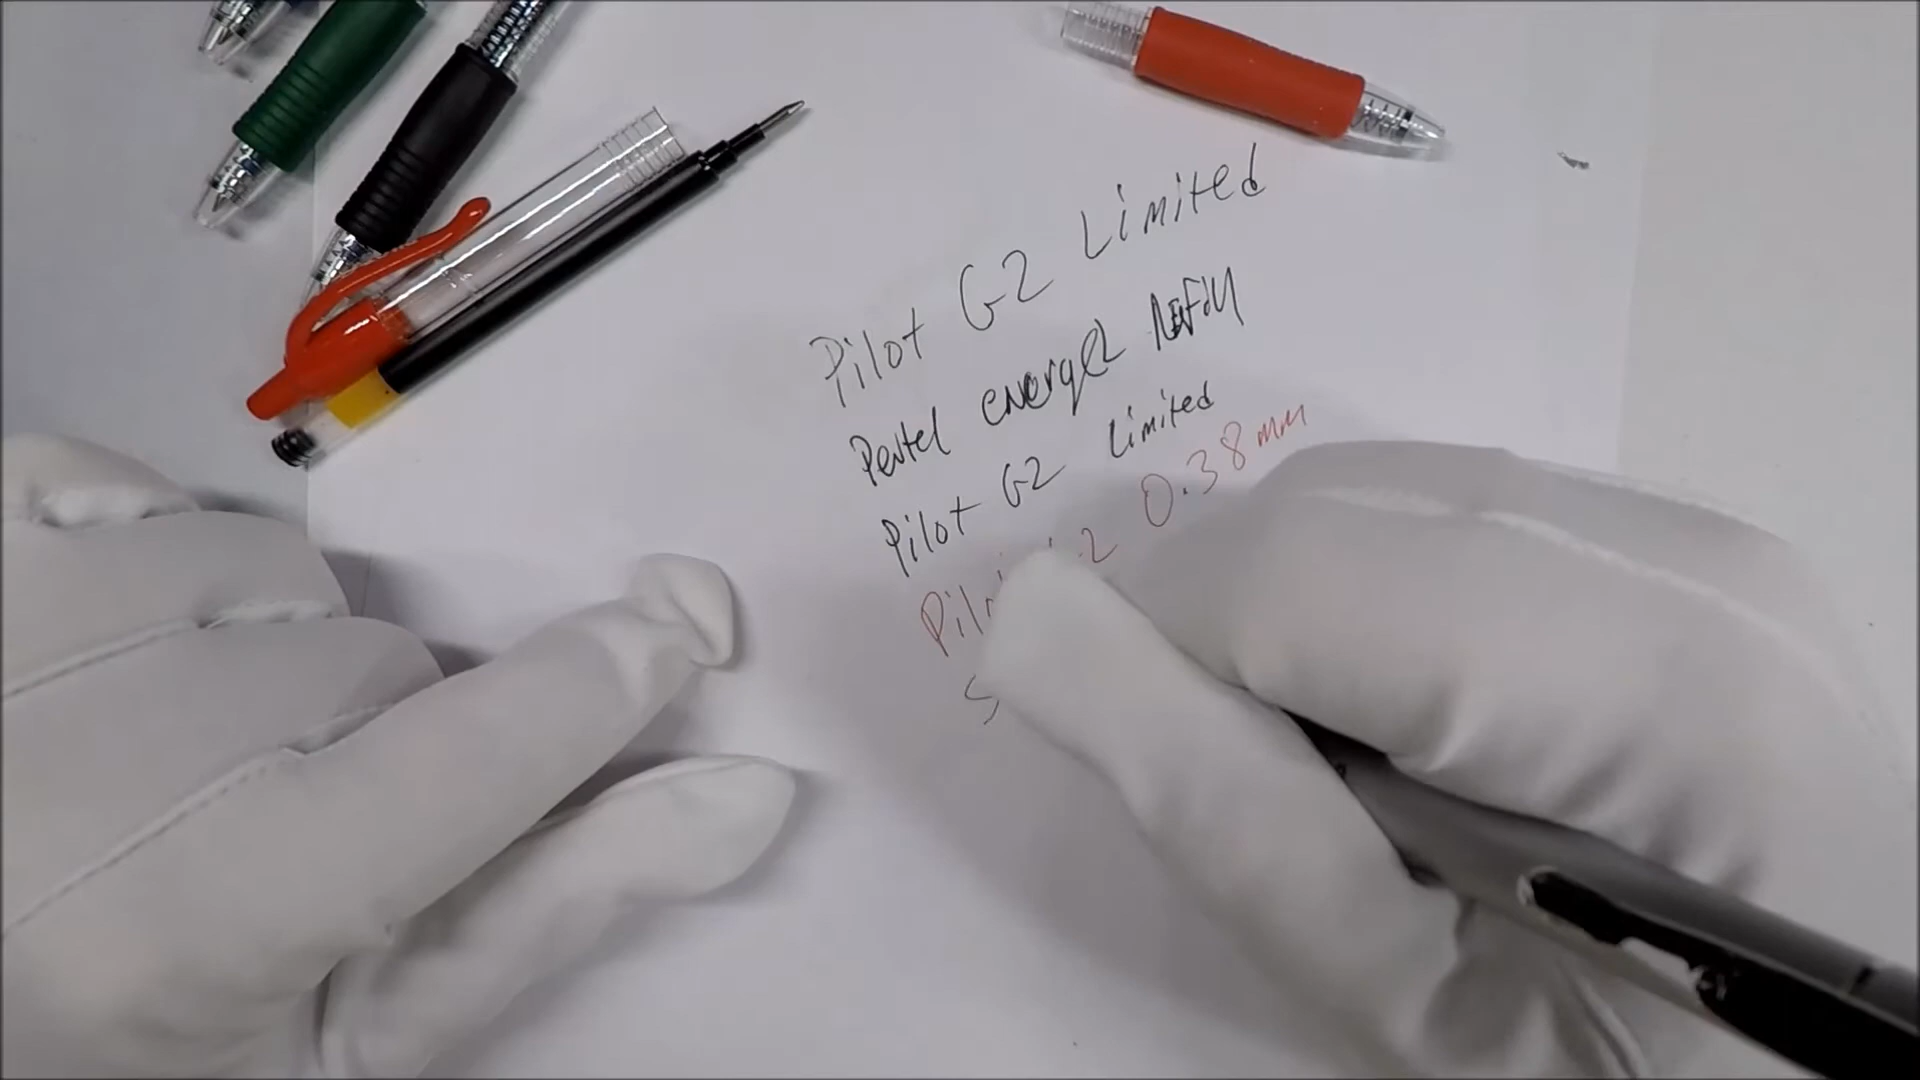 Pilot G2 Limited
Pentel energel Refill
Pilot G2 Limited
0.38mm
S